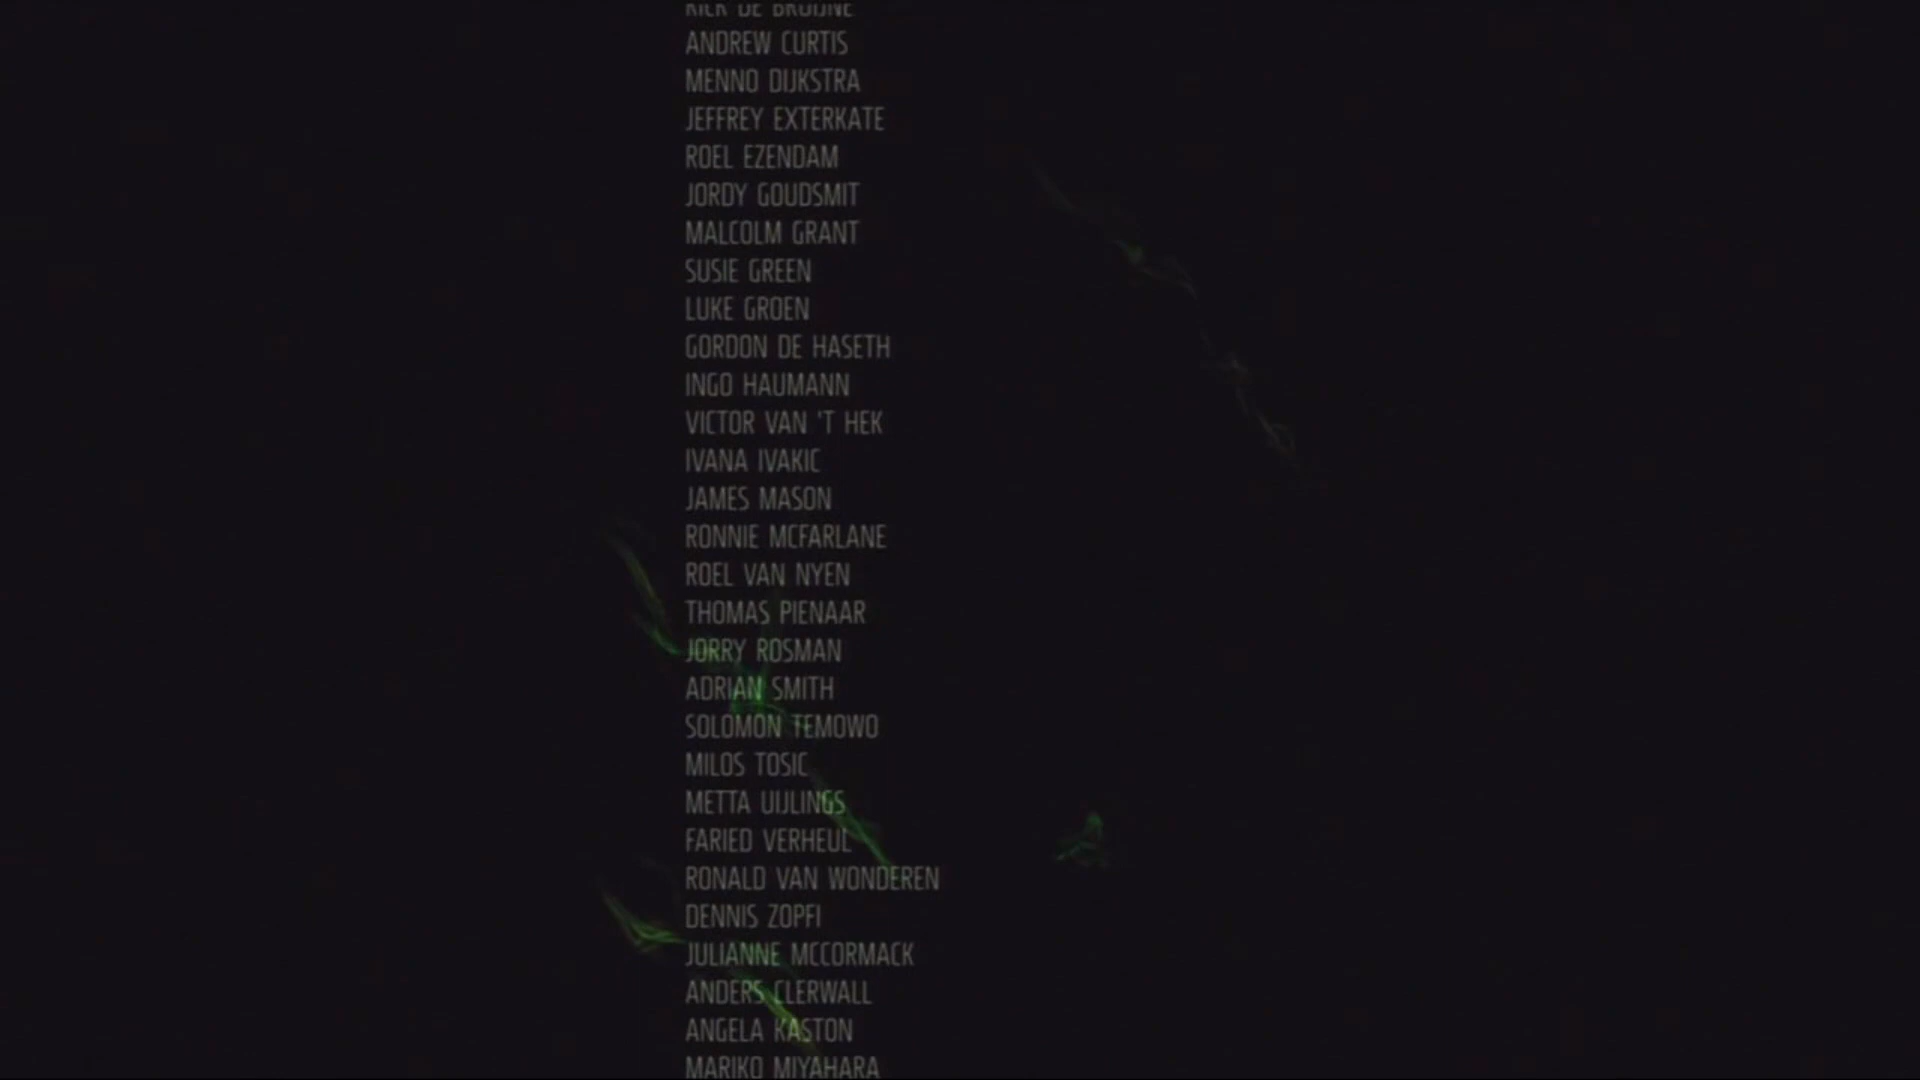 RICK DE BRUIJNE
ANDREW CURTIS
MENNO DIJKSTRA
JEFFREY EXTERKATE
ROEL EZENDAM
JORDY GOUDSMIT
MALCOLM GRANT
SUSIE GREEN
LUKE GROEN
GORDON DE HASETH
INGO HAUMANN
VICTOR VAN 'T HEK
IVANA IVAKIC
JAMES MASON
RONNIE MCFARLANE
ROEL VAN NYEN
THOMAS PIENAAR
JORRY ROSMAN
ADRIAN SMITH
SOLOMON TEMOWO
MILOS TOSIC
METTA UIJLINGS
FARIED VERHEUL
RONALD VAN WONDEREN
DENNIS ZOPFI
JULIANNE MCCORMACK
ANDERS CLERWALL
ANGELA KASTON
MARIKO MIYAHARA